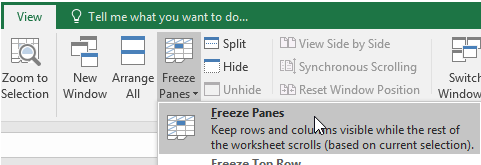 View Tell me what you want to do...
Zoom to Selection
New Window
Arrange All
Freeze Panes
Split
Hide
Unhide
View Side by Side
Synchronous Scrolling
Reset Window Position
Switch Windo
Freeze Panes
Keep rows and columns visible while the rest of
the worksheet scrolls (based on current selection).
Freeze Top Row